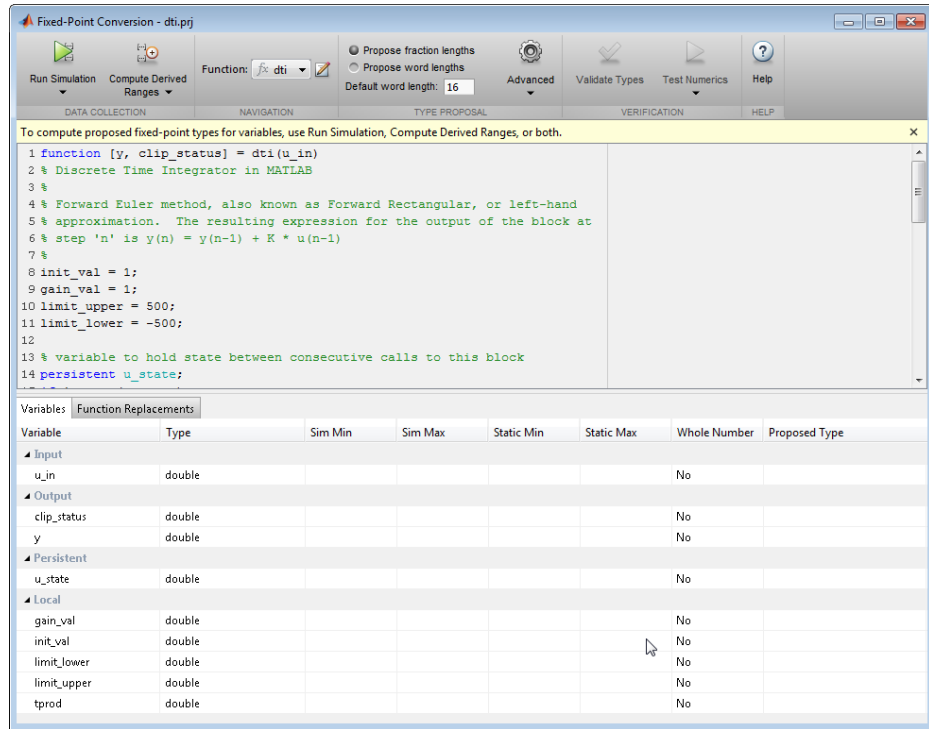 Fixed-Point Conversion - dti.prj
Run Simulation
Compute Derived Ranges
Function: fx dti
Propose fraction lengths
Propose word lengths
Default word length: 16
Advanced
Validate Types
Test Numerics
Help
DATA COLLECTION
NAVIGATION
TYPE PROPOSAL
VERIFICATION
HELP
To compute proposed fixed-point types for variables, use Run Simulation, Compute Derived Ranges, or both.
1 function [y, clip_status] = dti(u_in)
2 % Discrete Time Integrator in MATLAB
3 %
4 % Forward Euler method, also known as Forward Rectangular, or left-hand
5 % approximation. The resulting expression for the output of the block at
6 % step 'n' is y(n) = y(n-1) + K * u(n-1)
7 %
8 init_val = 1;
9 gain_val = 1;
10 limit_upper = 500;
11 limit_lower = -500;
12
13 % variable to hold state between consecutive calls to this block
14 persistent u_state;
Variables Function Replacements
Variable Type Sim Min Sim Max Static Min Static Max Whole Number Proposed Type
Input
u_in double No
Output
clip_status double No
y double No
Persistent
u_state double No
Local
gain_val double No
init_val double No
limit_lower double No
limit_upper double No
tprod double No